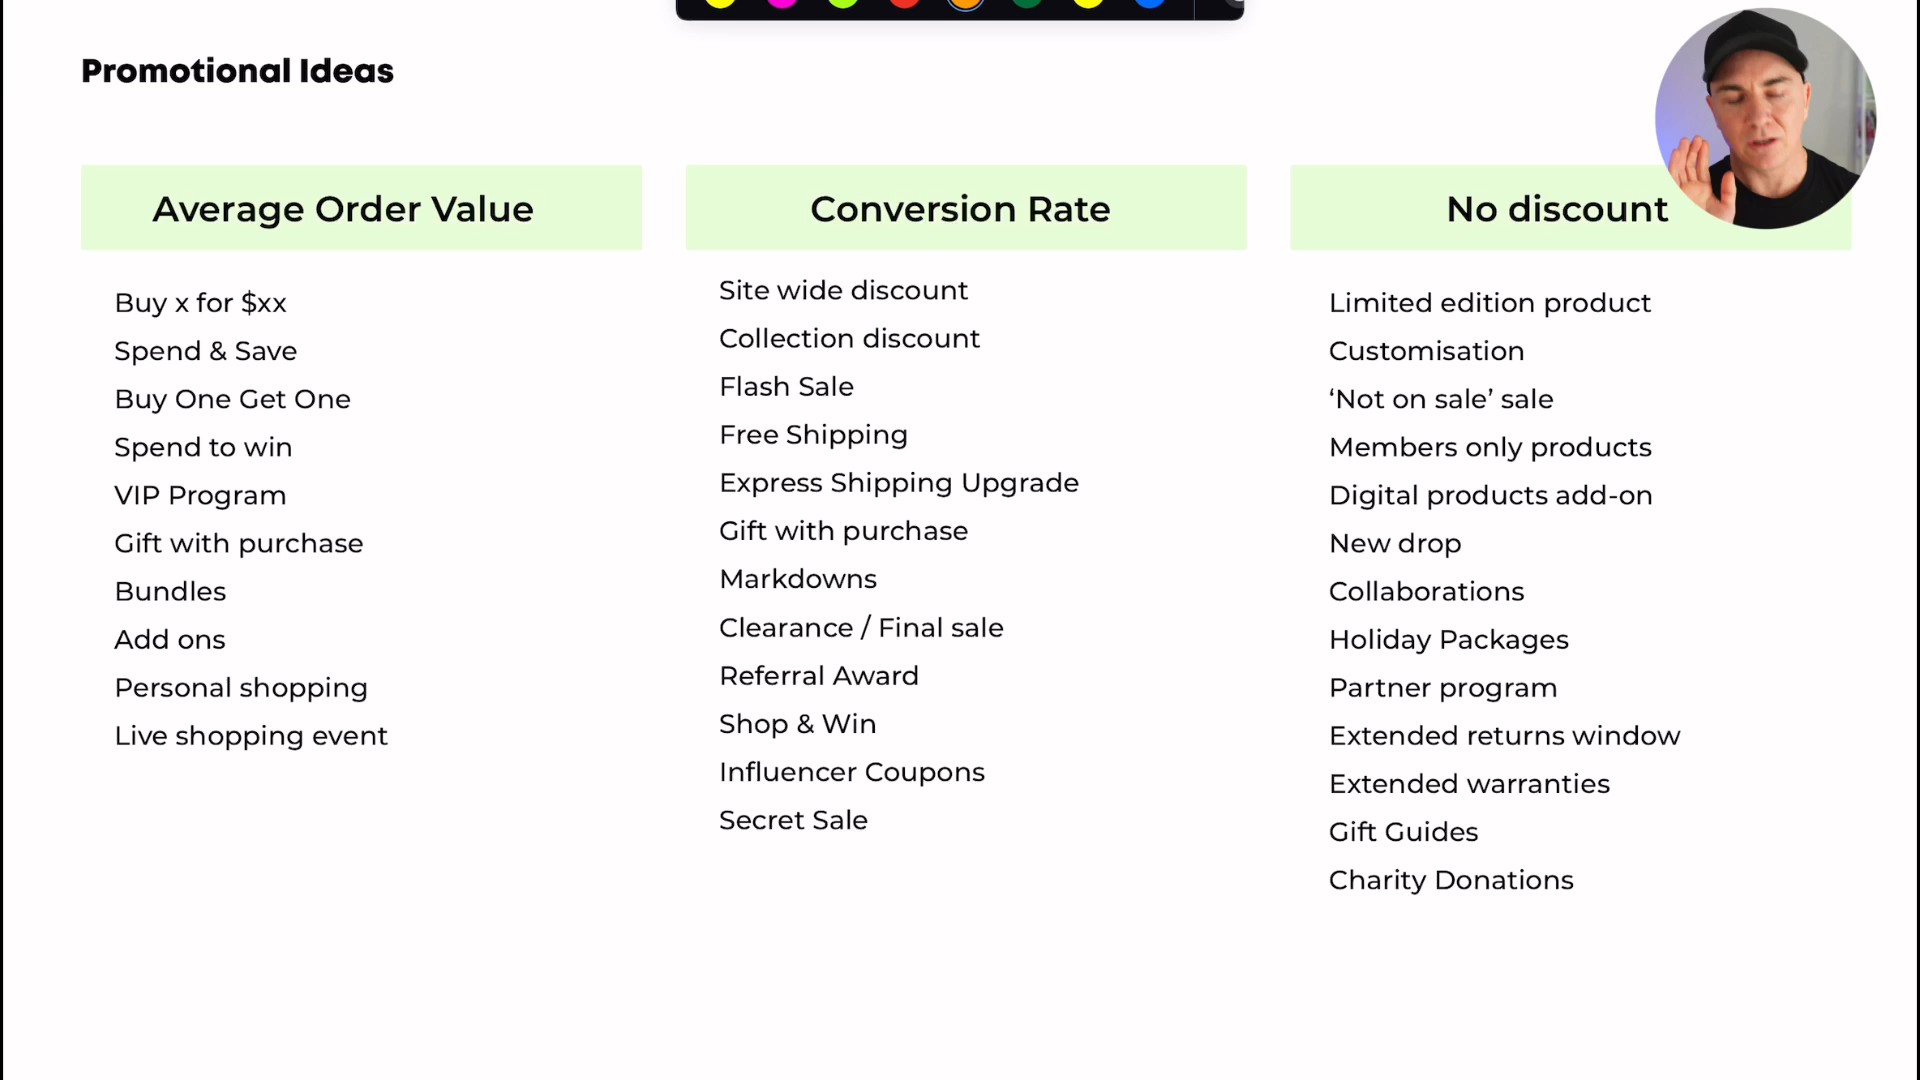 Promotional Ideas
Average Order Value
Buy x for $xx
Spend & Save
Buy One Get One
Spend to win
VIP Program
Gift with purchase
Bundles
Add ons
Personal shopping
Live shopping event
Conversion Rate
Site wide discount
Collection discount
Flash Sale
Free Shipping
Express Shipping Upgrade
Gift with purchase
Markdowns
Clearance / Final sale
Referral Award
Shop & Win
Influencer Coupons
Secret Sale
No discount
Limited edition product
Customisation
‘Not on sale’ sale
Members only products
Digital products add-on
New drop
Collaborations
Holiday Packages
Partner program
Extended returns window
Extended warranties
Gift Guides
Charity Donations